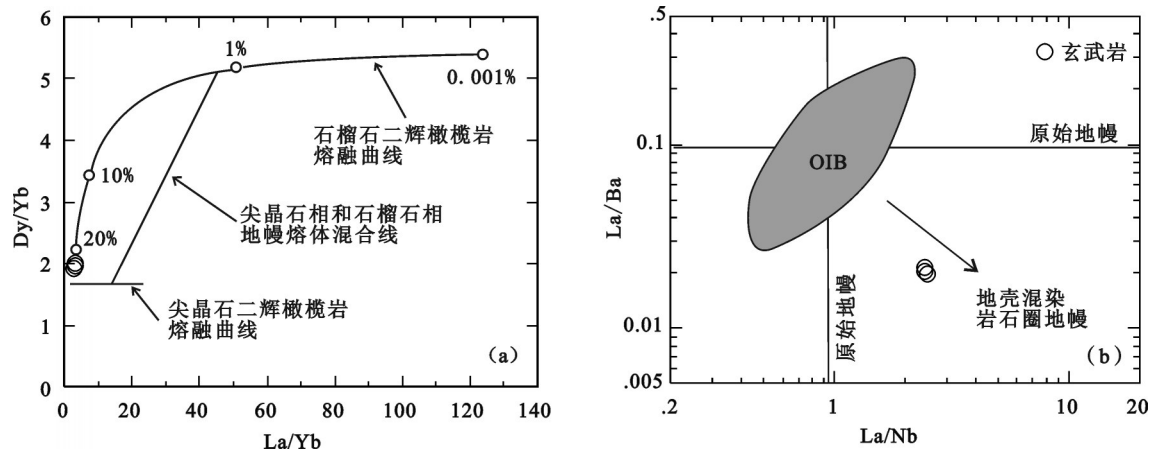 6
5
4
3
2
1
0
Dy/Yb
1%
0.001%
10%
20%
石榴石二辉橄榄岩
熔融曲线
尖晶石相和石榴石相
地幔熔体混合线
尖晶石二辉橄榄岩
熔融曲线
(a)
0 20 40 60 80 100 120 140
La/Yb
.5
0.1
0.01
.005
La/Ba
玄武岩
原始地幔
OIB
原始地幔
地壳混染
岩石圈地幔
(b)
.2 1 10 20
La/Nb